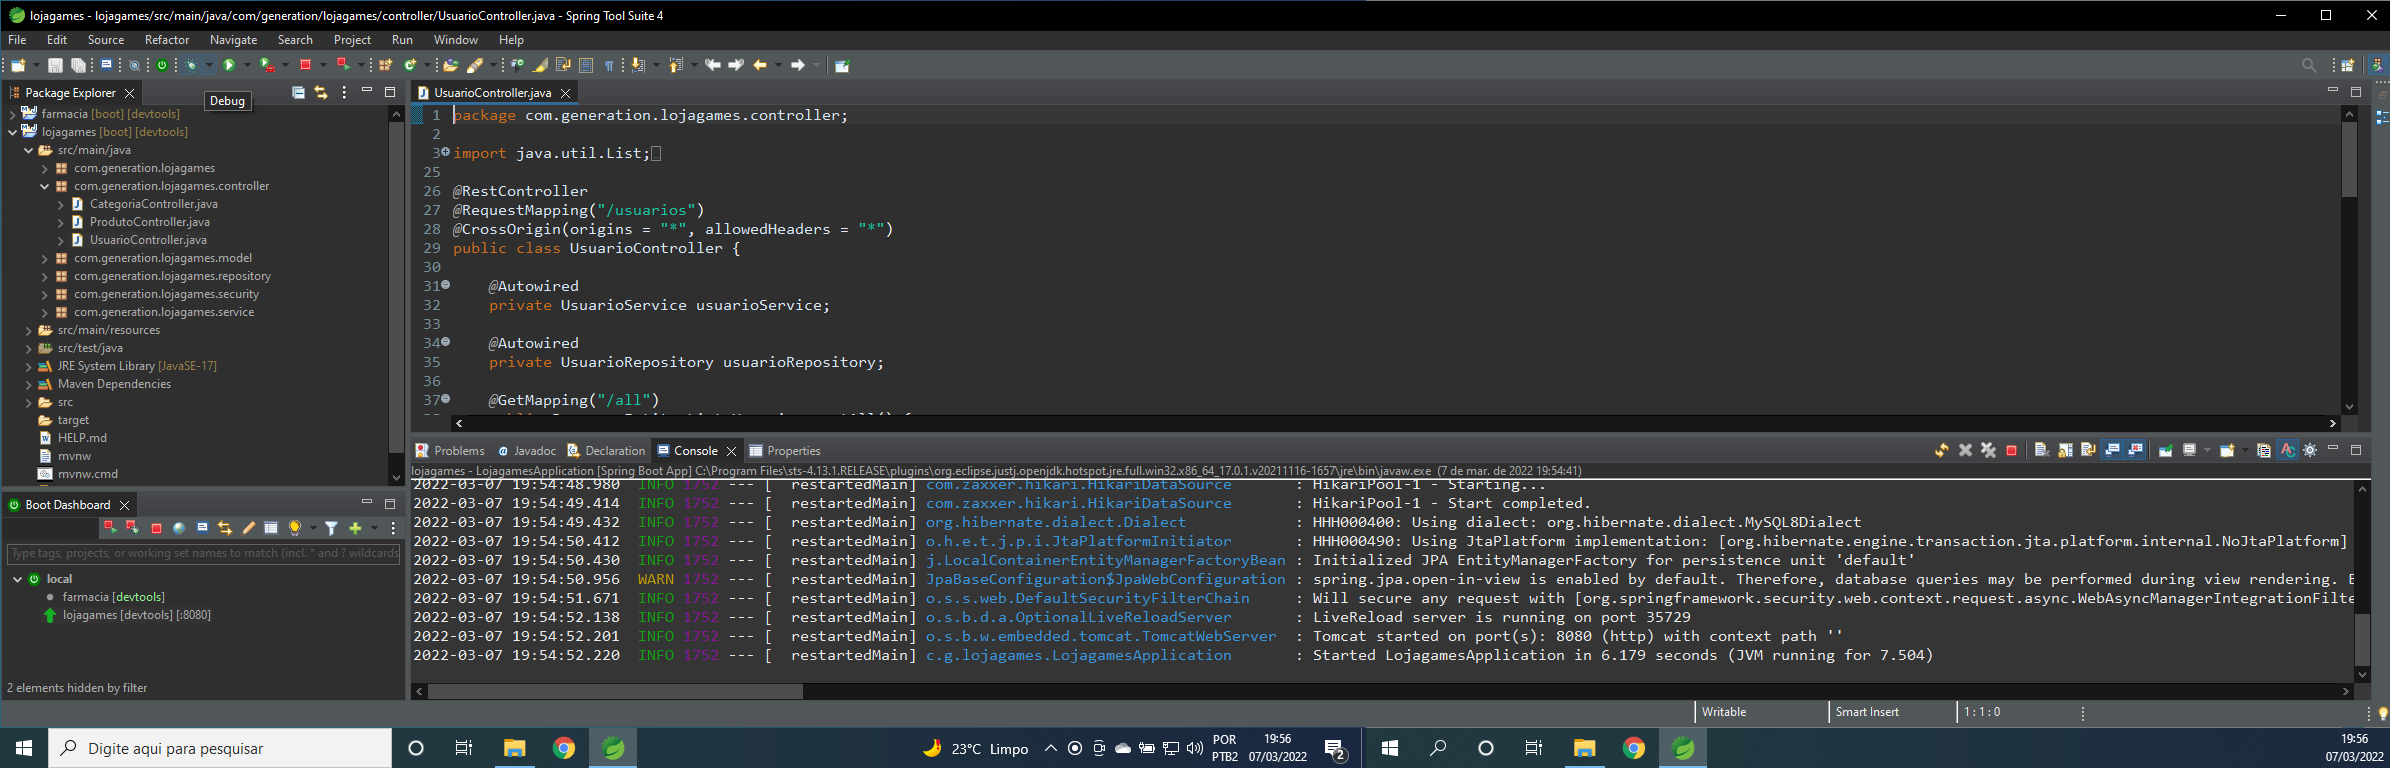 lojagames - lojagames/src/main/java/com/generation/lojagames/controller/UsuarioController.java - Spring Tool Suite 4
File Edit Source Refactor Navigate Search Project Run Window Help
Package Explorer
Debug
farmacia [boot] [devtools]
lojagames [boot] [devtools]
src/main/java
com.generation.lojagames
com.generation.lojagames.controller
CategoriaController.java
ProdutoController.java
UsuarioController.java
com.generation.lojagames.model
com.generation.lojagames.repository
com.generation.lojagames.security
com.generation.lojagames.service
src/main/resources
src/test/java
JRE System Library [JavaSE-17]
Maven Dependencies
src
target
HELP.md
mvnw
mvnw.cmd
Boot Dashboard
Type tags, projects, or working set names to match (incl. * and ? wildcards
local
farmacia [devtools]
lojagames [devtools] [:8080]
2 elements hidden by filter
UsuarioController.java
1 package com.generation.lojagames.controller;
2
3 import java.util.List;
25
26 @RestController
27 @RequestMapping("/usuarios")
28 @CrossOrigin(origins = "*", allowedHeaders = "*")
29 public class UsuarioController {
30
31 @Autowired
32 private UsuarioService usuarioService;
33
34 @Autowired
35 private UsuarioRepository usuarioRepository;
36
37 @GetMapping("/all")
Problems Javadoc Declaration Console Properties
lojagames - LojagamesApplication [Spring Boot App] C:\Program Files\sts-4.13.1.RELEASE\plugins\org.eclipse.justj.openjdk.hotspot.jre.full.win32.x86_64_17.0.1.v20211116-1657\jre\bin\javaw.exe (7 de mar. de 2022 19:54:41)
2022-03-07 19:54:48.980 INFO 1752 --- [ restartedMain] com.zaxxer.hikari.HikariDataSource : HikariPool-1 - Starting...
2022-03-07 19:54:49.414 INFO 1752 --- [ restartedMain] com.zaxxer.hikari.HikariDataSource : HikariPool-1 - Start completed.
2022-03-07 19:54:49.432 INFO 1752 --- [ restartedMain] org.hibernate.dialect.Dialect : HHH000400: Using dialect: org.hibernate.dialect.MySQL8Dialect
2022-03-07 19:54:50.412 INFO 1752 --- [ restartedMain] o.h.e.t.j.p.i.JtaPlatformInitiator : HHH000490: Using JtaPlatform implementation: [org.hibernate.engine.transaction.jta.platform.internal.NoJtaPlatform]
2022-03-07 19:54:50.430 INFO 1752 --- [ restartedMain] j.LocalContainerEntityManagerFactoryBean : Initialized JPA EntityManagerFactory for persistence unit 'default'
2022-03-07 19:54:50.956 WARN 1752 --- [ restartedMain] JpaBaseConfiguration$JpaWebConfiguration : spring.jpa.open-in-view is enabled by default. Therefore, database queries may be performed during view rendering. E
2022-03-07 19:54:51.671 INFO 1752 --- [ restartedMain] o.s.s.web.DefaultSecurityFilterChain : Will secure any request with [org.springframework.security.web.context.request.async.WebAsyncManagerIntegrationFilte
2022-03-07 19:54:52.138 INFO 1752 --- [ restartedMain] o.s.b.d.a.OptionalLiveReloadServer : LiveReload server is running on port 35729
2022-03-07 19:54:52.201 INFO 1752 --- [ restartedMain] o.s.b.w.embedded.tomcat.TomcatWebServer : Tomcat started on port(s): 8080 (http) with context path ''
2022-03-07 19:54:52.220 INFO 1752 --- [ restartedMain] c.g.lojagames.LojagamesApplication : Started LojagamesApplication in 6.179 seconds (JVM running for 7.504)
Writable Smart Insert 1 : 1 : 0
Digite aqui para pesquisar
23°C Limpo
POR
PTB2
19:56
07/03/2022
2
19:56
07/03/2022